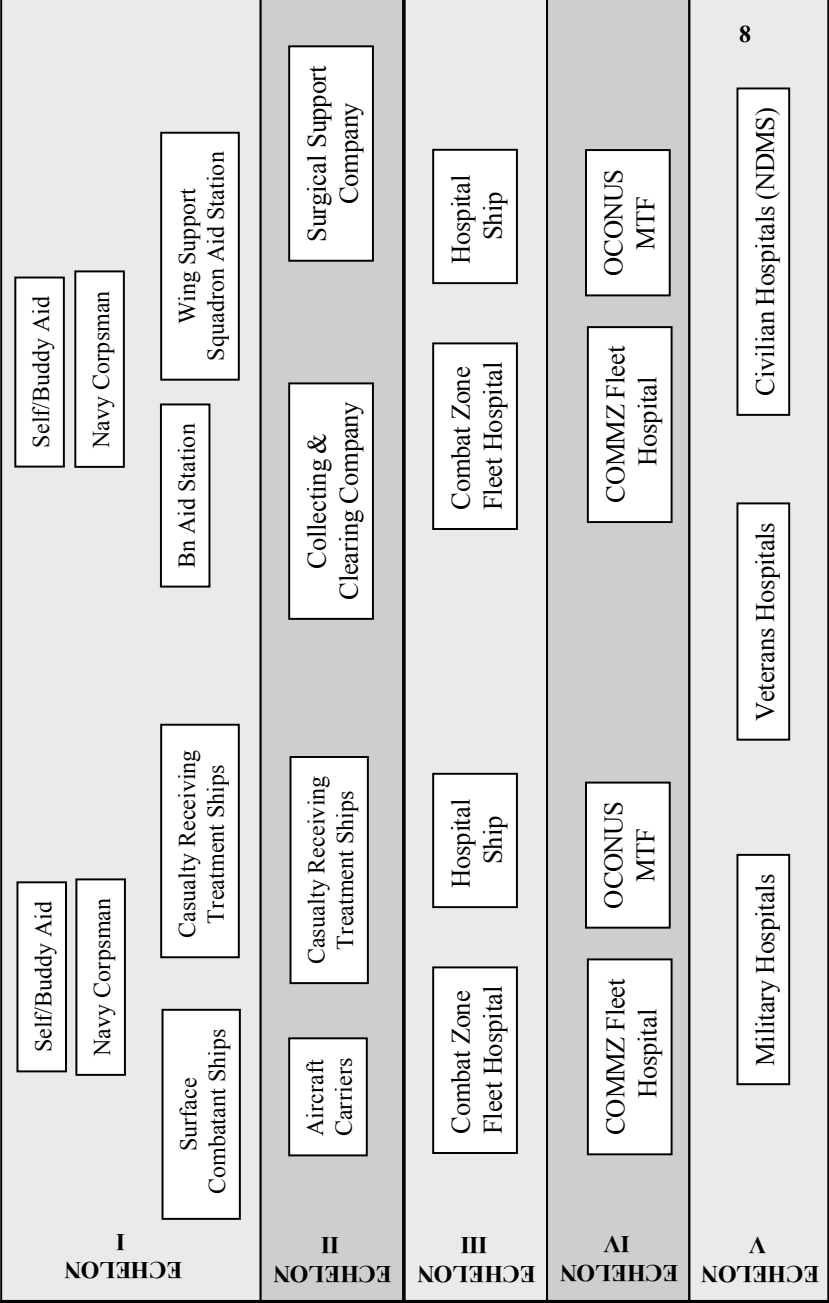 ECHELON
I
Self/Buddy Aid
Navy Corpsman
Surface
Combatant Ships
Casualty Receiving
Treatment Ships
Self/Buddy Aid
Navy Corpsman
Bn Aid Station
Wing Support
Squadron Aid Station
ECHELON
II
Aircraft
Carriers
Casualty Receiving
Treatment Ships
Collecting &
Clearing Company
Surgical Support
Company
ECHELON
III
Combat Zone
Fleet Hospital
Hospital
Ship
Combat Zone
Fleet Hospital
Hospital
Ship
ECHELON
IV
COMMZ Fleet
Hospital
OCONUS
MTF
COMMZ Fleet
Hospital
OCONUS
MTF
ECHELON
V
Military Hospitals
Veterans Hospitals
Civilian Hospitals (NDMS)
8